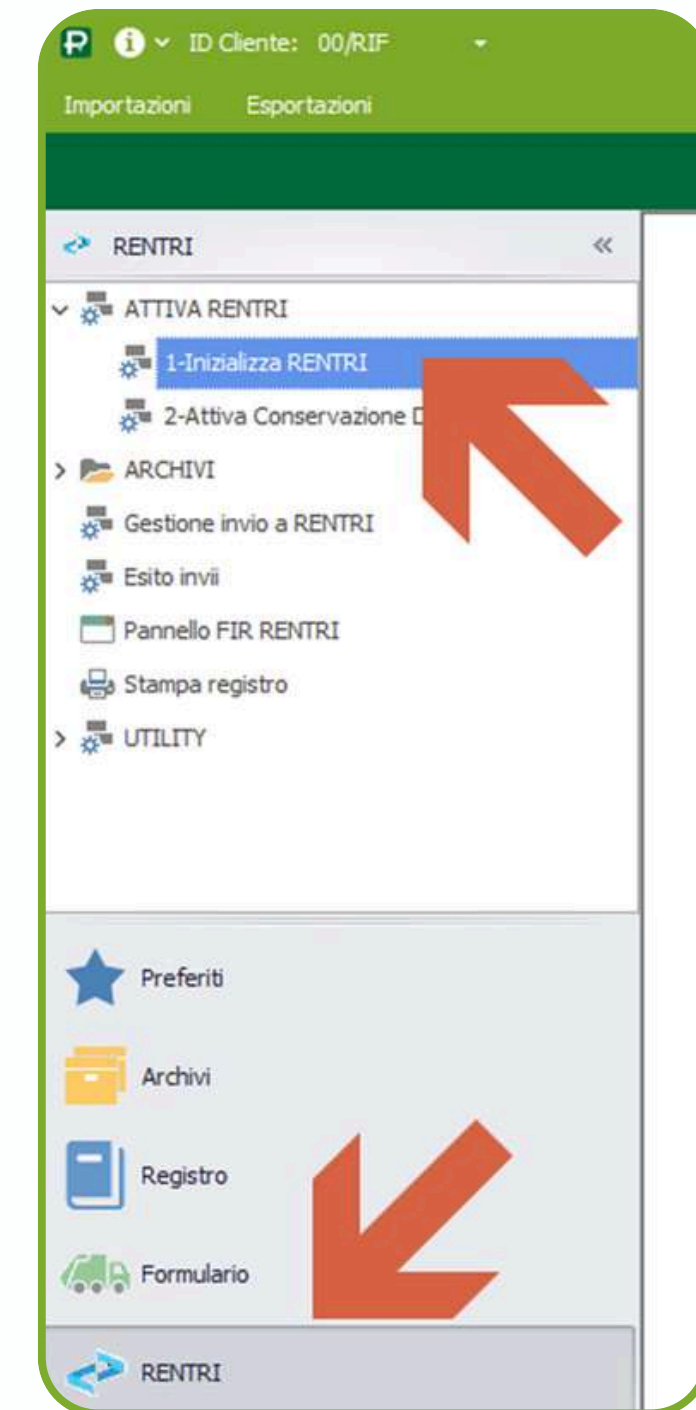 ID Cliente: 00/RIF
Importazioni Esportazioni
RENTRI
ATTIVA RENTRI
1-Inizializza RENTRI
2-Attiva Conservazione
ARCHIVI
Gestione invio a RENTRI
Esito invii
Pannello FIR RENTRI
Stampa registro
UTILITY
Preferiti
Archivi
Registro
Formulario
RENTRI